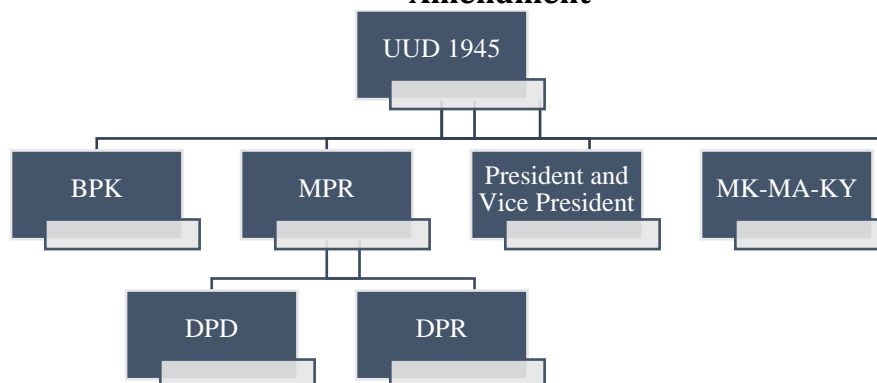 Amendment
UUD 1945
BPK
MPR
President and
Vice President
MK-MA-KY
DPD
DPR